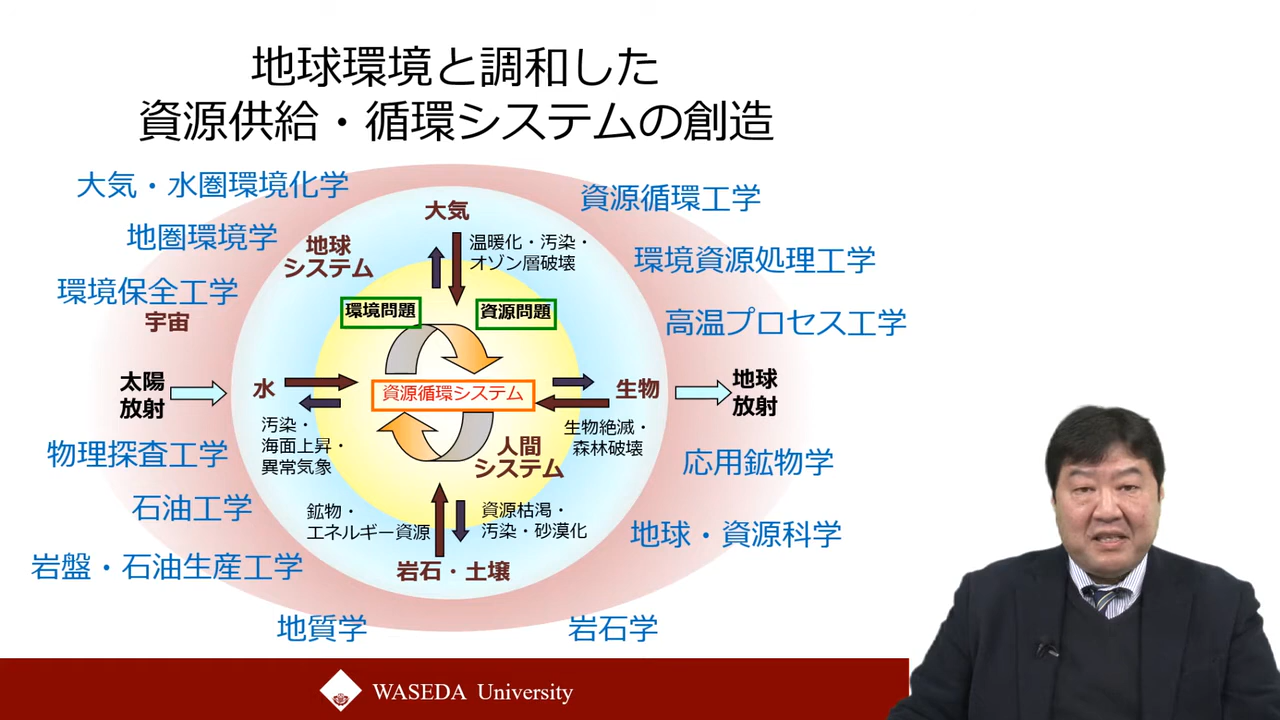 地球環境と調和した
資源供給・循環システムの創造
大気・水圏環境化学
資源循環工学
大気
地圏環境学
地球
システム
温暖化・汚染・
オゾン層破壊
環境資源処理工学
環境保全工学
宇宙
環境問題
資源問題
高温プロセス工学
太陽
放射
水
資源循環システム
生物
地球
放射
汚染・
海面上昇・
異常気象
生物絶滅・
森林破壊
人間
システム
物理探査工学
応用鉱物学
石油工学
鉱物・
エネルギー資源
資源枯渇・
汚染・砂漠化
地球・資源科学
岩盤・石油生産工学
岩石・土壌
地質学
岩石学
WASEDA University